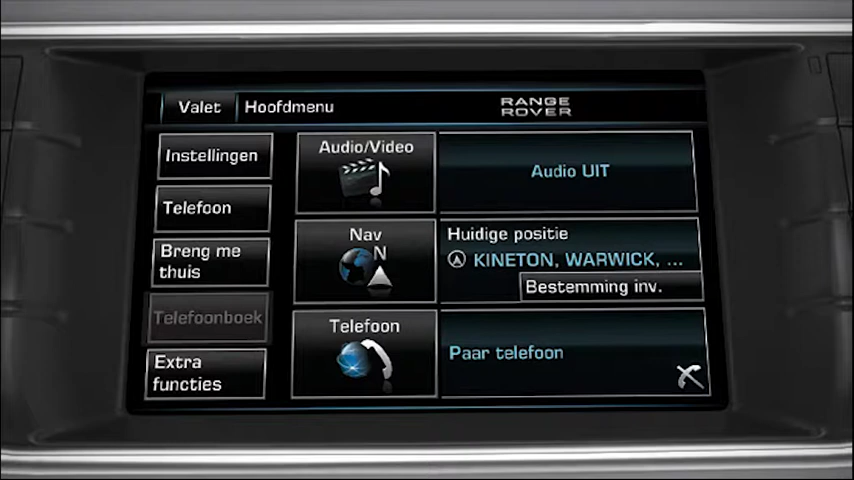 Valet
Hoofdmenu
RANGE
ROVER
Instellingen
Telefoon
Breng me
thuis
Telefoonboek
Extra
functies
Audio/Video
Audio UIT
Nav
N
Huidige positie
KINETON, WARWICK, ...
Bestemming inv.
Telefoon
Paar telefoon